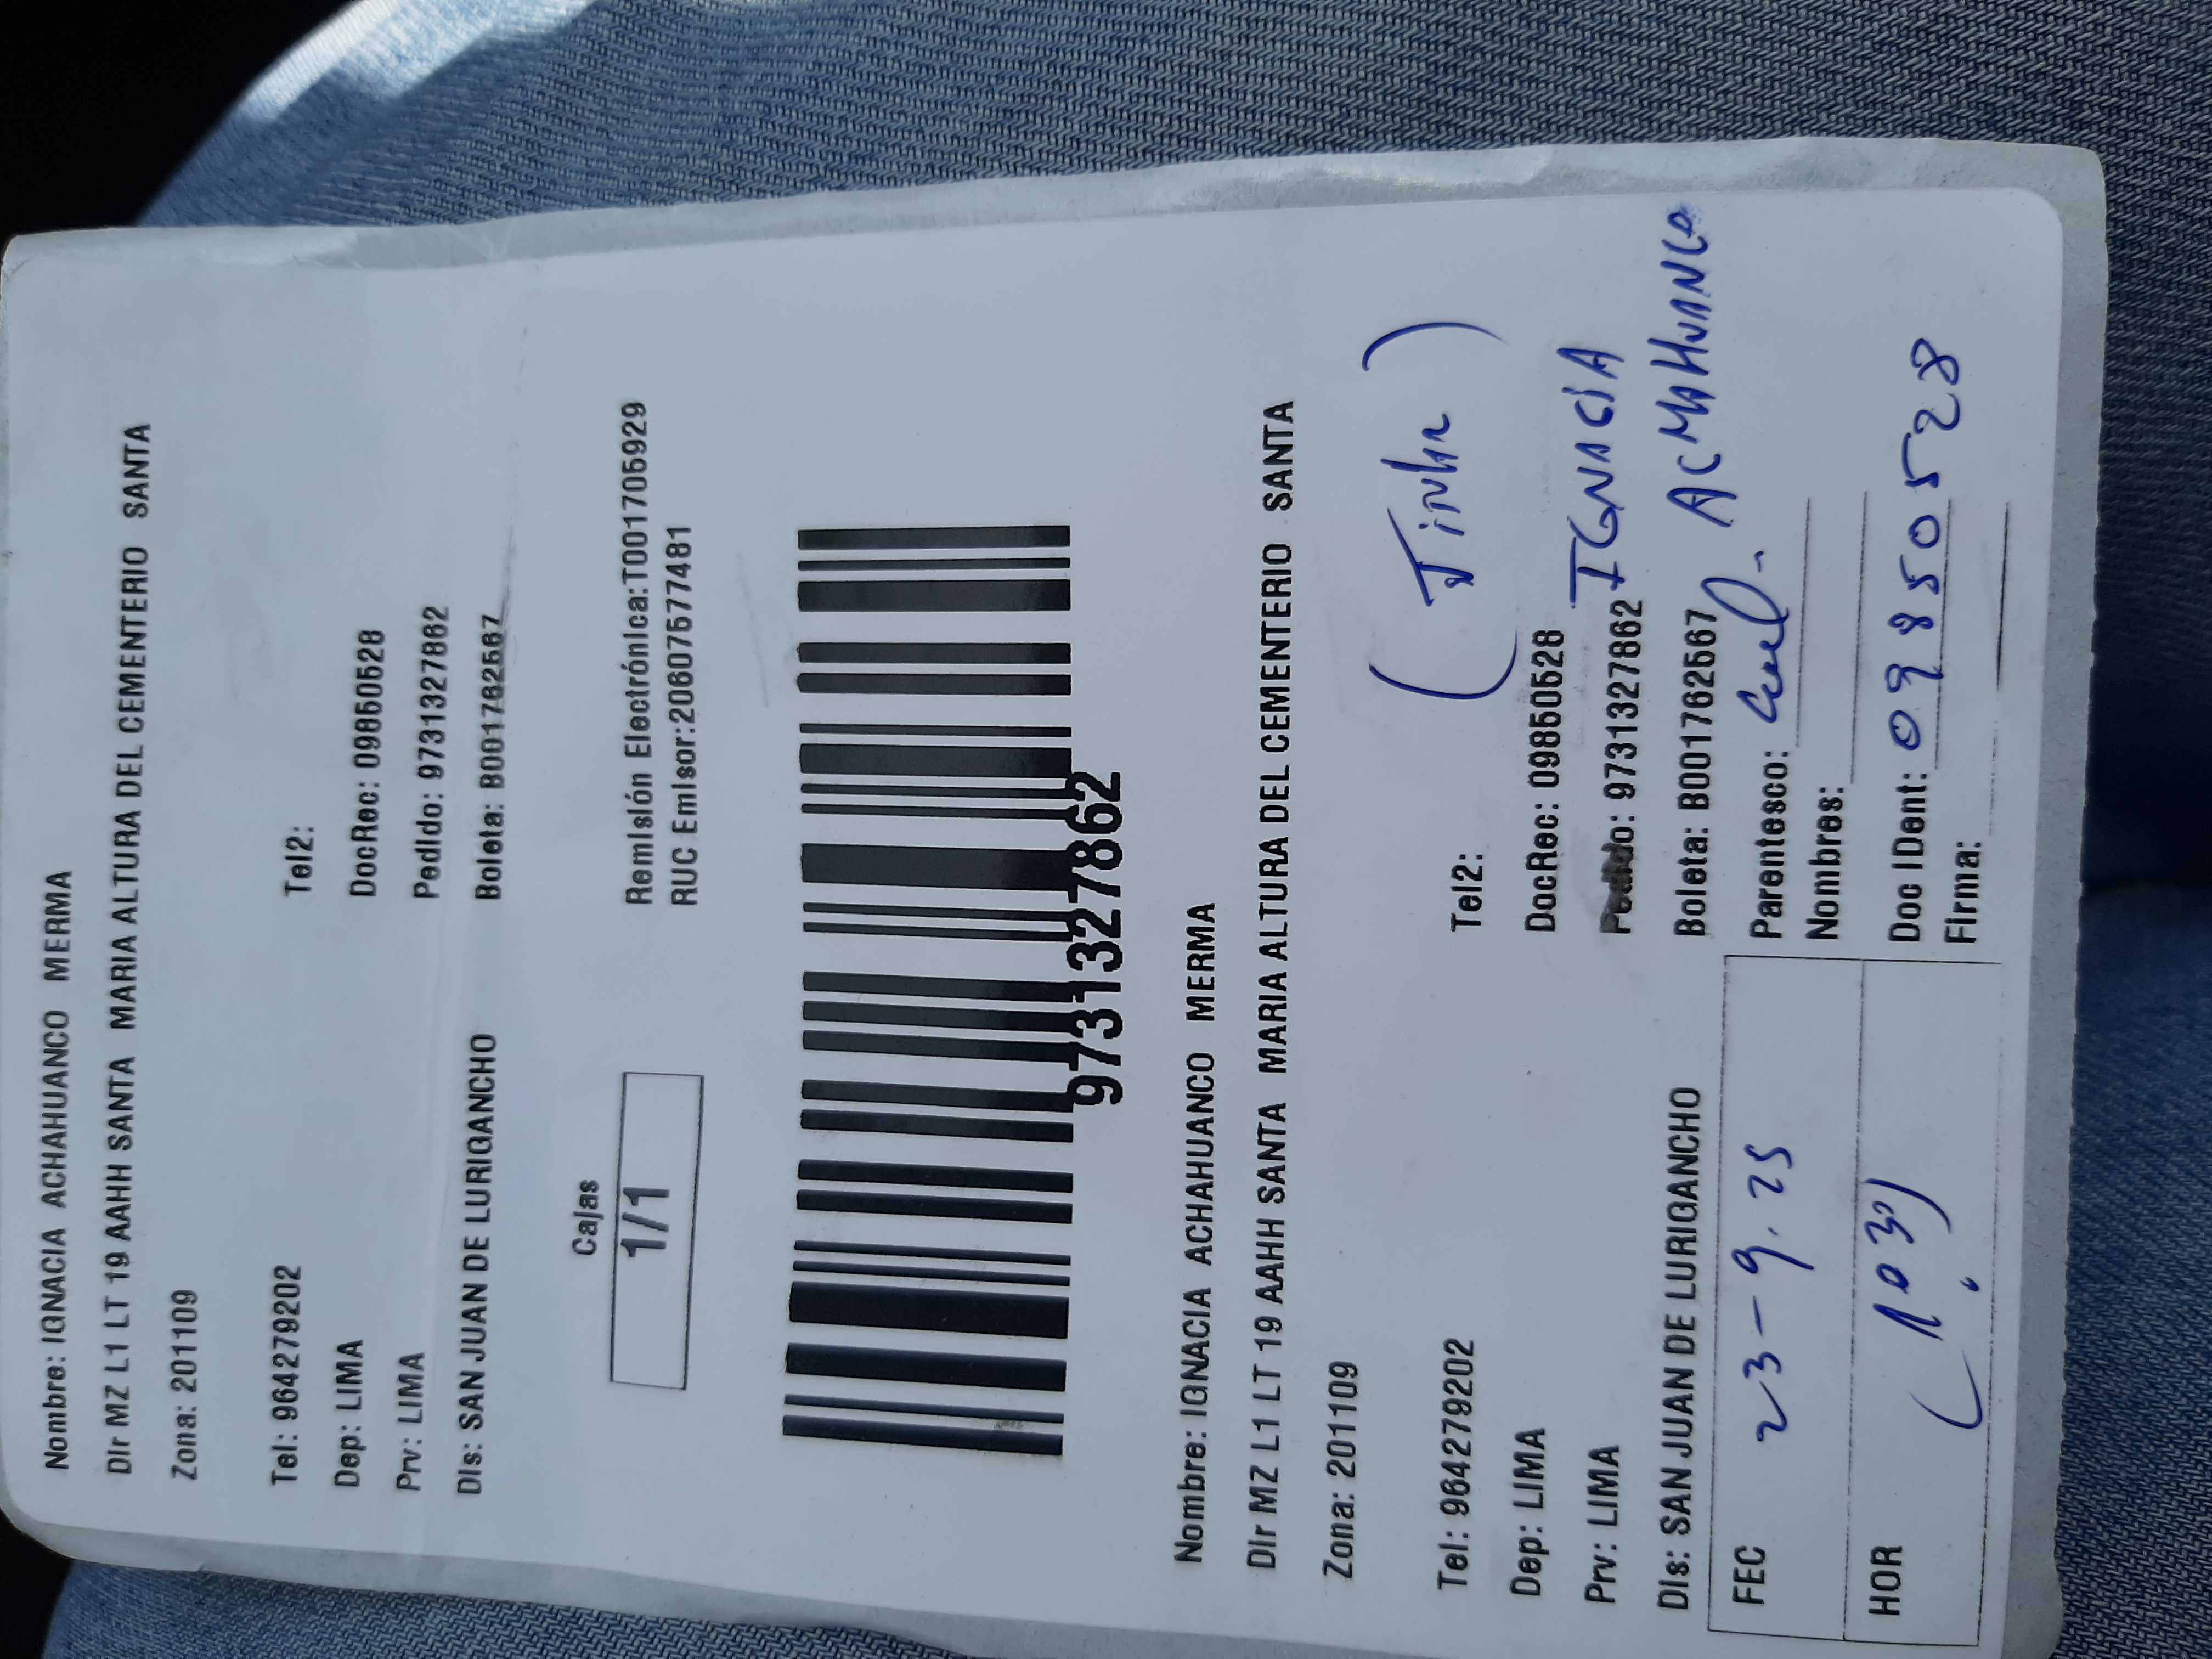 Nombre: IGNACIA ACHAHUANCO MERMA
Dir MZ L1 LT 19 AAHH SANTA MARIA ALTURA DEL CEMENTERIO SANTA
Zona: 201109
Tel: 964279202 Tel2:
Dep: LIMA DocRec: 09850528
Prv: LIMA Pedido: 9731327862
Dis: SAN JUAN DE LURIGANCHO Boleta: B001762567
Cajas
1/1
Remisión Electrónica:T001705929
RUC Emisor:20607577481
9731327862
Nombre: IGNACIA ACHAHUANCO MERMA
Dir MZ L1 LT 19 AAHH SANTA MARIA ALTURA DEL CEMENTERIO SANTA
Zona: 201109
Tel: 964279202 Tel2:
Dep: LIMA DocRec: 09850528
Prv: LIMA Pedido: 9731327862 IGNACIA
Dis: SAN JUAN DE LURIGANCHO Boleta: B001762567
FEC 23-9.25 Parentesco:
Nombres:
HOR Doc IDent: 09850528
Firma: